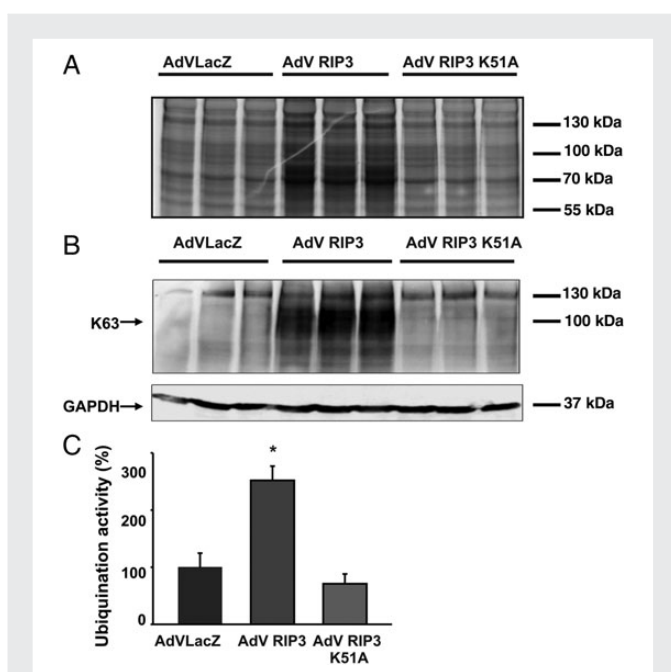 A
AdVLacZ AdV RIP3 AdV RIP3 K51A
130 kDa
100 kDa
70 kDa
55 kDa
B
AdVLacZ AdV RIP3 AdV RIP3 K51A
130 kDa
K63 100 kDa
GAPDH 37 kDa
C
Ubiquination activity (%)
300
200
100
0
*
AdVLacZ AdV RIP3 AdV RIP3
K51A